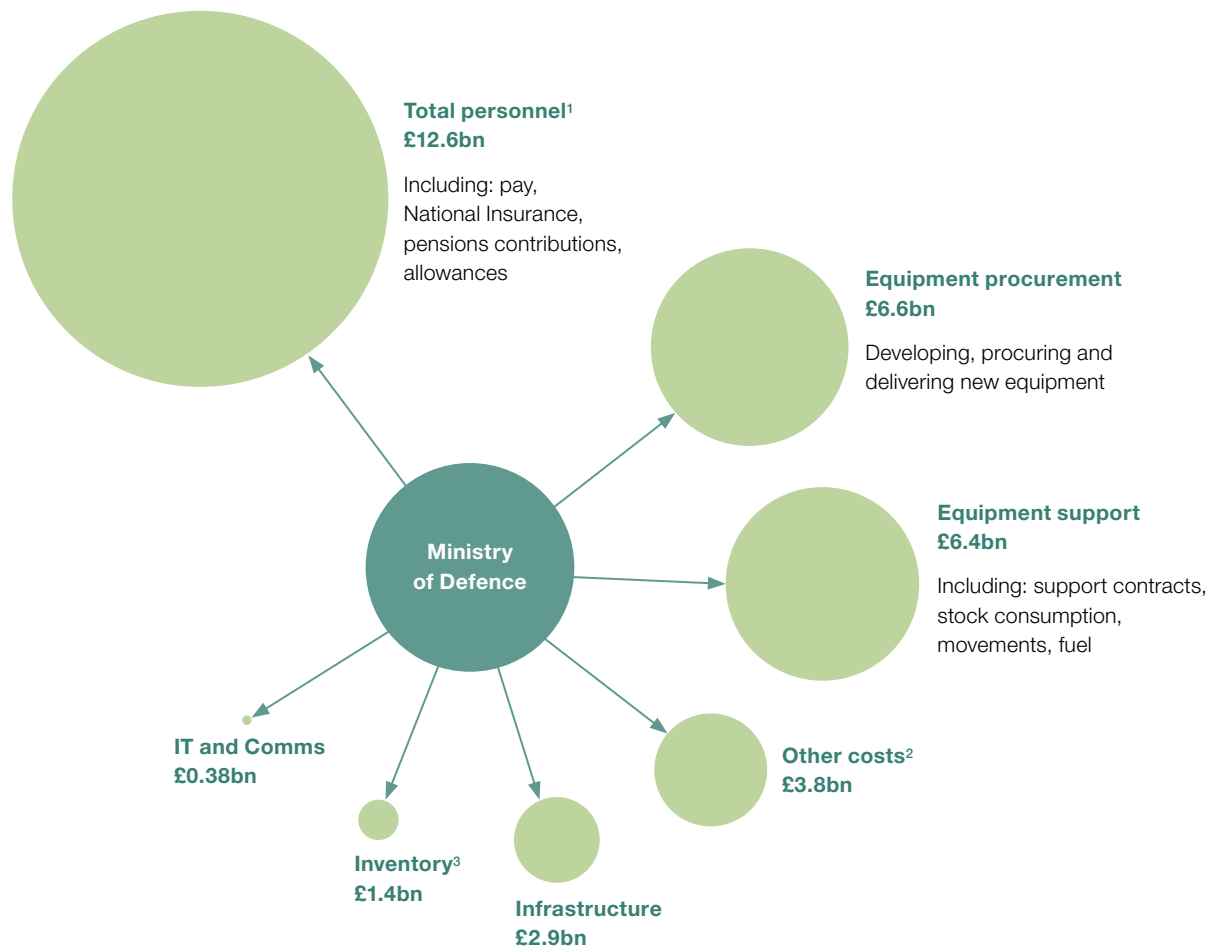 Total personnel¹
£12.6bn
Including: pay,
National Insurance,
pensions contributions,
allowances
Equipment procurement
£6.6bn
Developing, procuring and
delivering new equipment
Equipment support
£6.4bn
Including: support contracts,
stock consumption,
movements, fuel
Ministry
of Defence
Other costs²
£3.8bn
IT and Comms
£0.38bn
Inventory³
£1.4bn
Infrastructure
£2.9bn